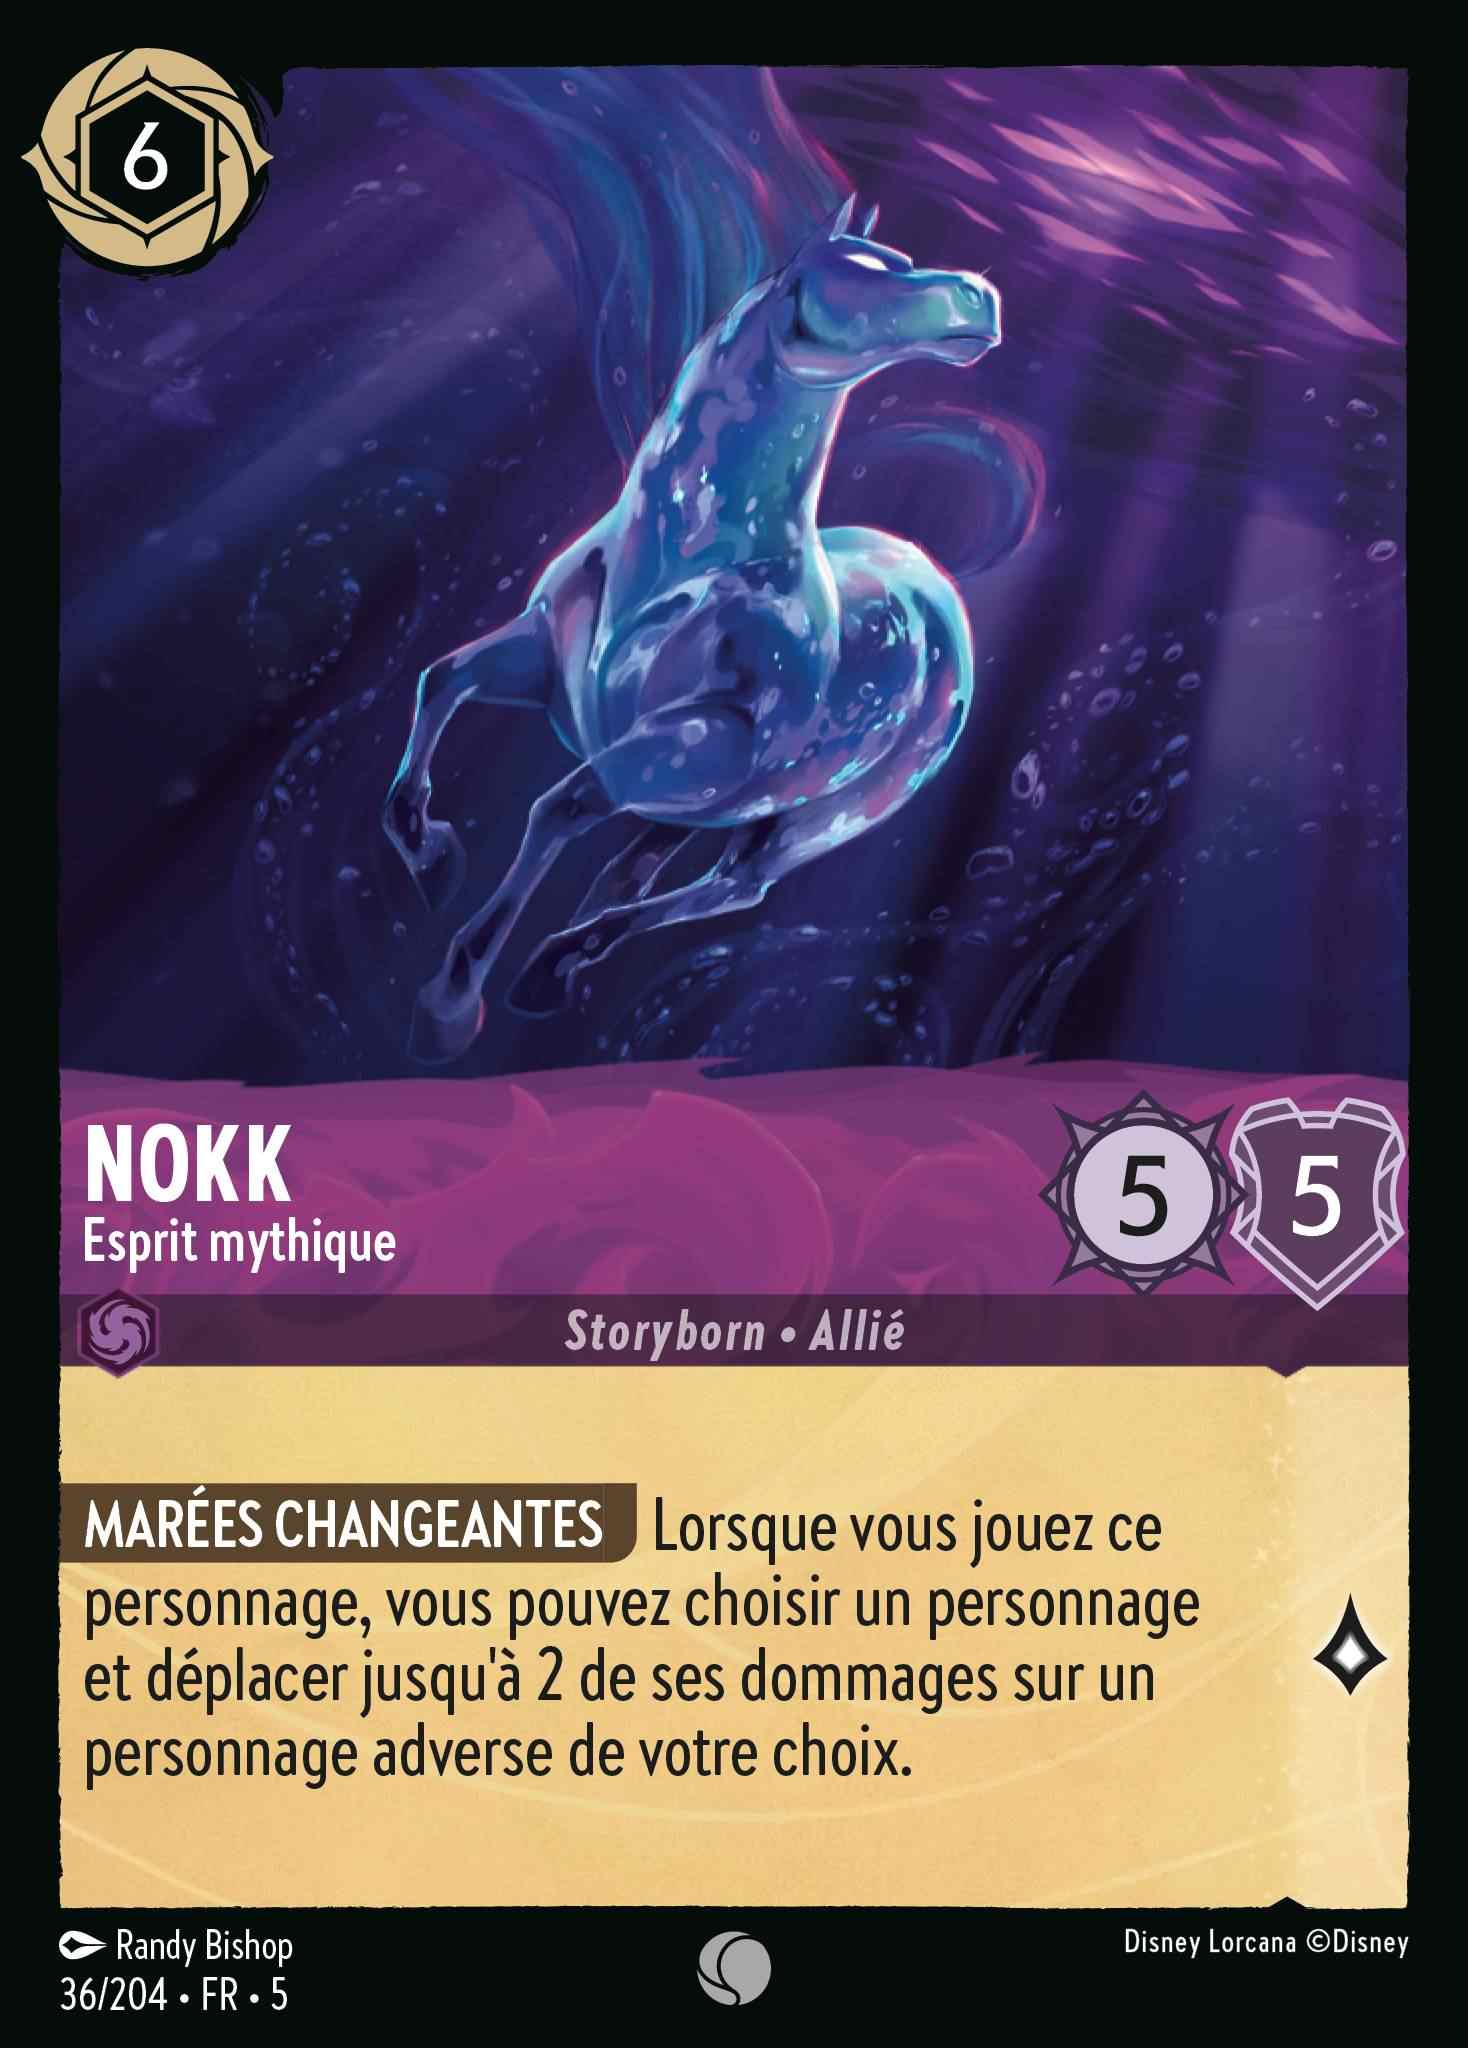 6
NOKK
Esprit mythique
5
5
Storyborn • Allié
MARÉES CHANGEANTES Lorsque vous jouez ce
personnage, vous pouvez choisir un personnage
et déplacer jusqu'à 2 de ses dommages sur un
personnage adverse de votre choix.
Randy Bishop
36/204 • FR • 5
Disney Lorcana ©Disney